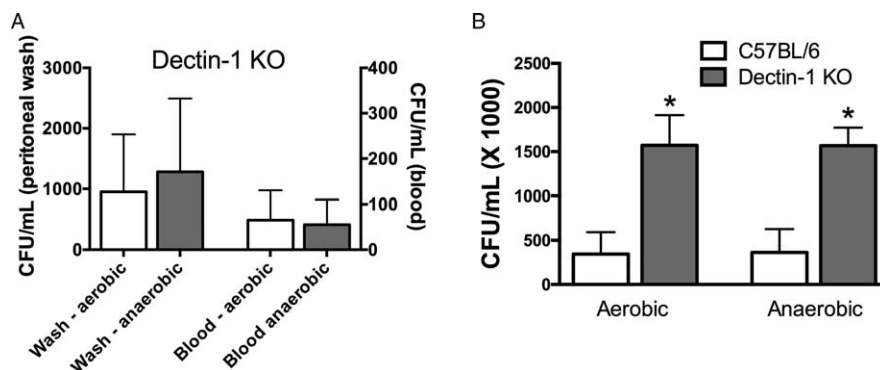 A
Dectin-1 KO
CFU/mL (peritoneal wash)
3000
2000
1000
0
400
300
200
100
0
CFU/mL (blood)
Wash - aerobic
Wash - anaerobic
Blood - aerobic
Blood anaerobic
B
C57BL/6
Dectin-1 KO
CFU/mL (X 1000)
2500
2000
1500
1000
500
0
*
*
Aerobic
Anaerobic